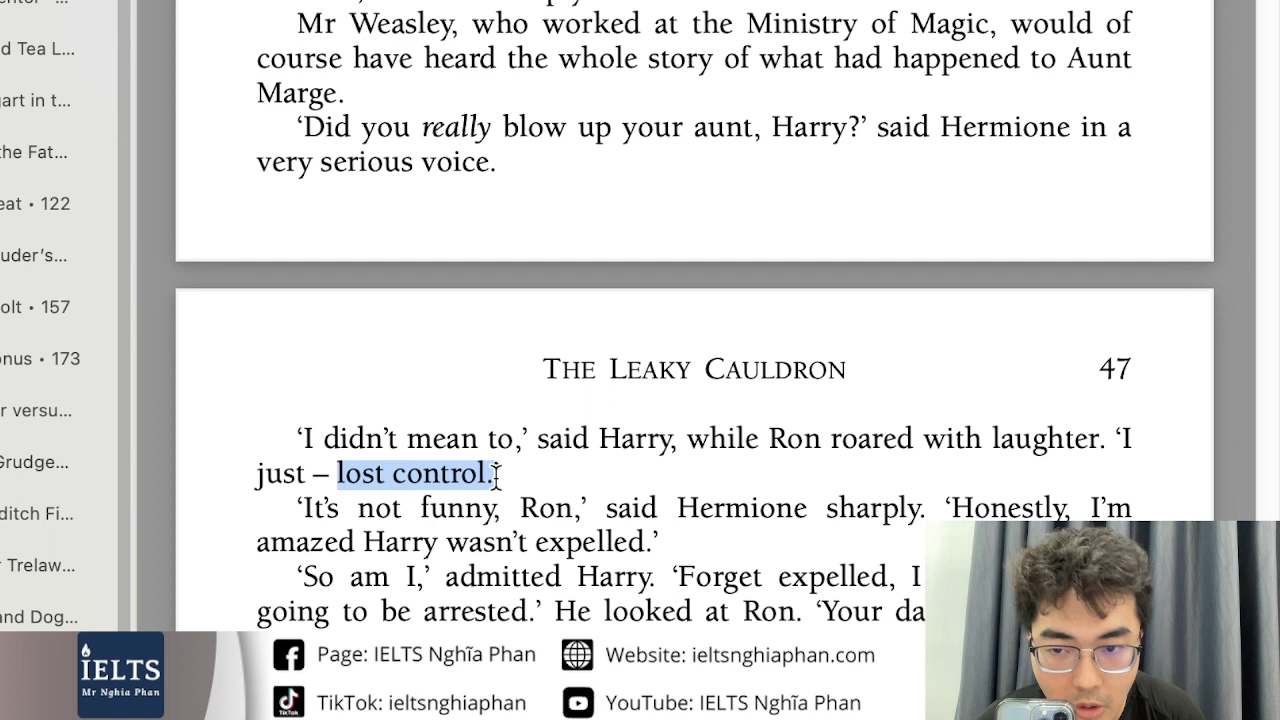 d Tea L...
art in t...
the Fat...
eat • 122
uder’s...
olt • 157
onus • 173
r versu...
Grudge...
ditch Fi...
r Trelaw...
and Dog...
Mr Weasley, who worked at the Ministry of Magic, would of
course have heard the whole story of what had happened to Aunt
Marge.
‘Did you really blow up your aunt, Harry?’ said Hermione in a
very serious voice.
THE LEAKY CAULDRON 47
‘I didn’t mean to,’ said Harry, while Ron roared with laughter. ‘I
just – lost control.’
‘It’s not funny, Ron,’ said Hermione sharply. ‘Honestly, I’m
amazed Harry wasn’t expelled.’
‘So am I,’ admitted Harry. ‘Forget expelled, I
going to be arrested.’ He looked at Ron. ‘Your da
IELTS
Mr Nghia Phan
Page: IELTS Nghĩa Phan
Website: ieltsnghiaphan.com
TikTok
TikTok: ieltsnghiaphan
YouTube: IELTS Nghĩa Phan